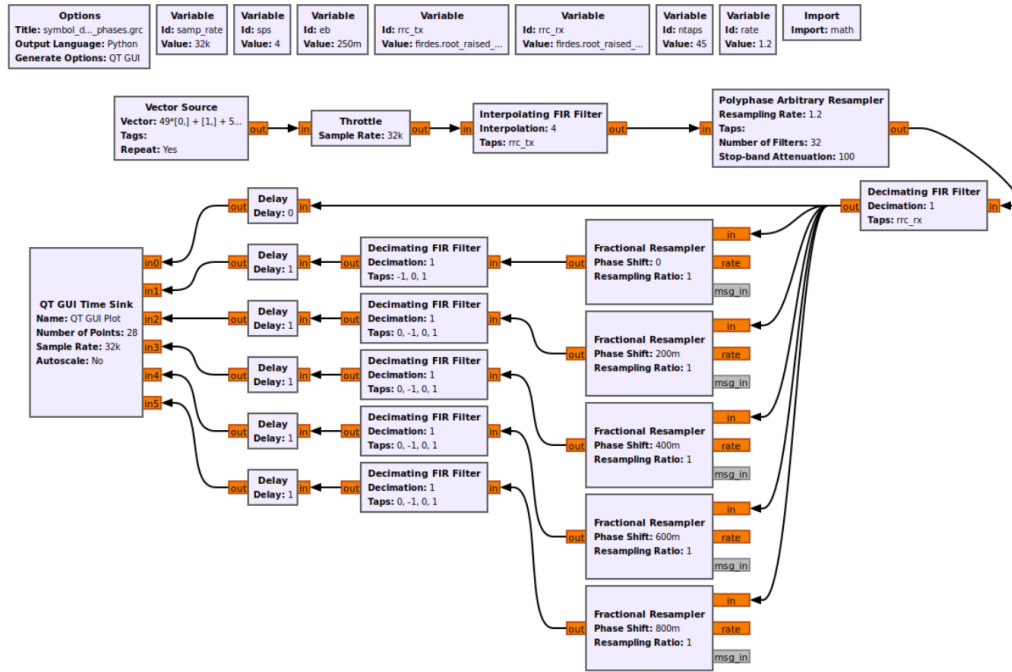 Options
Title: symbol_d..._phases.grc
Output Language: Python
Generate Options: QT GUI
Variable
Id: samp_rate
Value: 32k
Variable
Id: sps
Value: 4
Variable
Id: eb
Value: 250m
Variable
Id: rrc_tx
Value: firdes.root_raised_...
Variable
Id: rrc_rx
Value: firdes.root_raised_...
Variable
Id: ntaps
Value: 45
Variable
Id: rate
Value: 1.2
Import
Import: math
Vector Source
Vector: 49*[0,] + [1,] + 5...
Tags:
Repeat: Yes
out
in
Throttle
Sample Rate: 32k
out
in
Interpolating FIR Filter
Interpolation: 4
Taps: rrc_tx
out
in
Polyphase Arbitrary Resampler
Resampling Rate: 1.2
Taps:
Number of Filters: 32
Stop-band Attenuation: 100
out
out
Decimating FIR Filter
Decimation: 1
Taps: rrc_rx
in
out
Delay
Delay: 0
in
out
Delay
Delay: 1
in
out
Decimating FIR Filter
Decimation: 1
Taps: -1, 0, 1
in
out
Fractional Resampler
Phase Shift: 0
Resampling Ratio: 1
in
rate
msg_in
QT GUI Time Sink
Name: QT GUI Plot
Number of Points: 28
Sample Rate: 32k
Autoscale: No
in0
in1
in2
in3
in4
in5
out
Delay
Delay: 1
in
out
Decimating FIR Filter
Decimation: 1
Taps: 0, -1, 0, 1
in
out
Fractional Resampler
Phase Shift: 200m
Resampling Ratio: 1
in
rate
msg_in
out
Delay
Delay: 1
in
out
Decimating FIR Filter
Decimation: 1
Taps: 0, -1, 0, 1
in
out
Fractional Resampler
Phase Shift: 400m
Resampling Ratio: 1
in
rate
msg_in
out
Delay
Delay: 1
in
out
Decimating FIR Filter
Decimation: 1
Taps: 0, -1, 0, 1
in
out
Fractional Resampler
Phase Shift: 600m
Resampling Ratio: 1
in
rate
msg_in
out
Delay
Delay: 1
in
out
Decimating FIR Filter
Decimation: 1
Taps: 0, -1, 0, 1
in
out
Fractional Resampler
Phase Shift: 800m
Resampling Ratio: 1
in
rate
msg_in